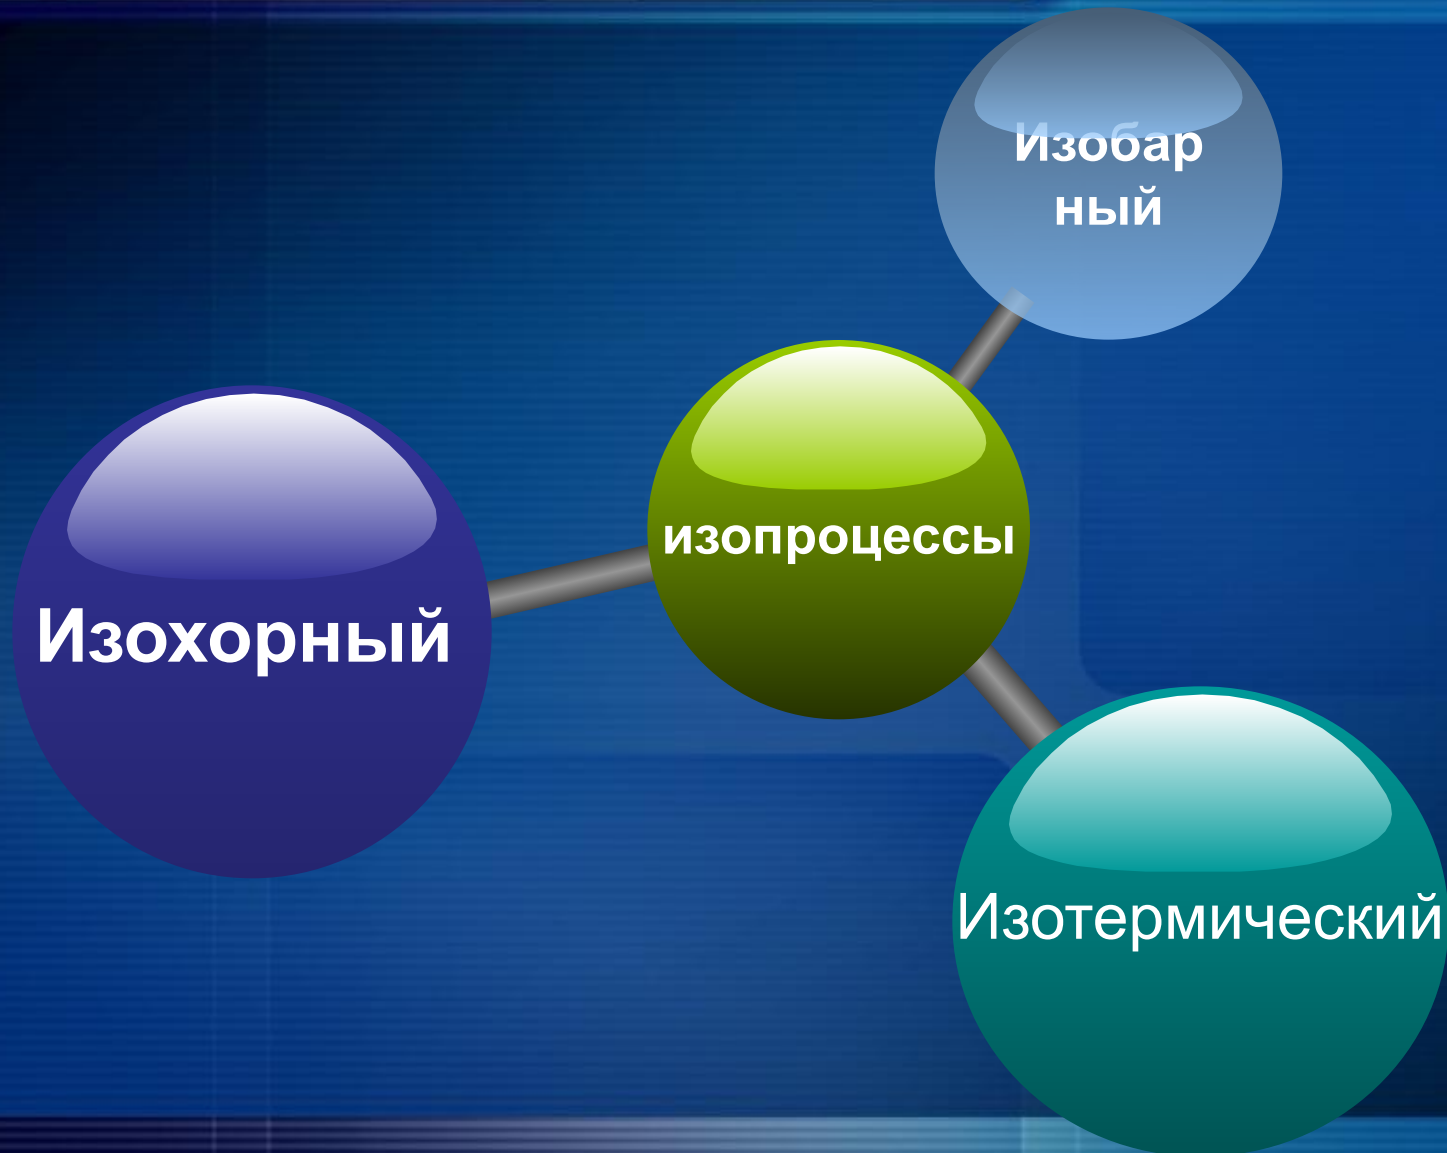 Изобар
ный
изопроцессы
Изохорный
Изотермический